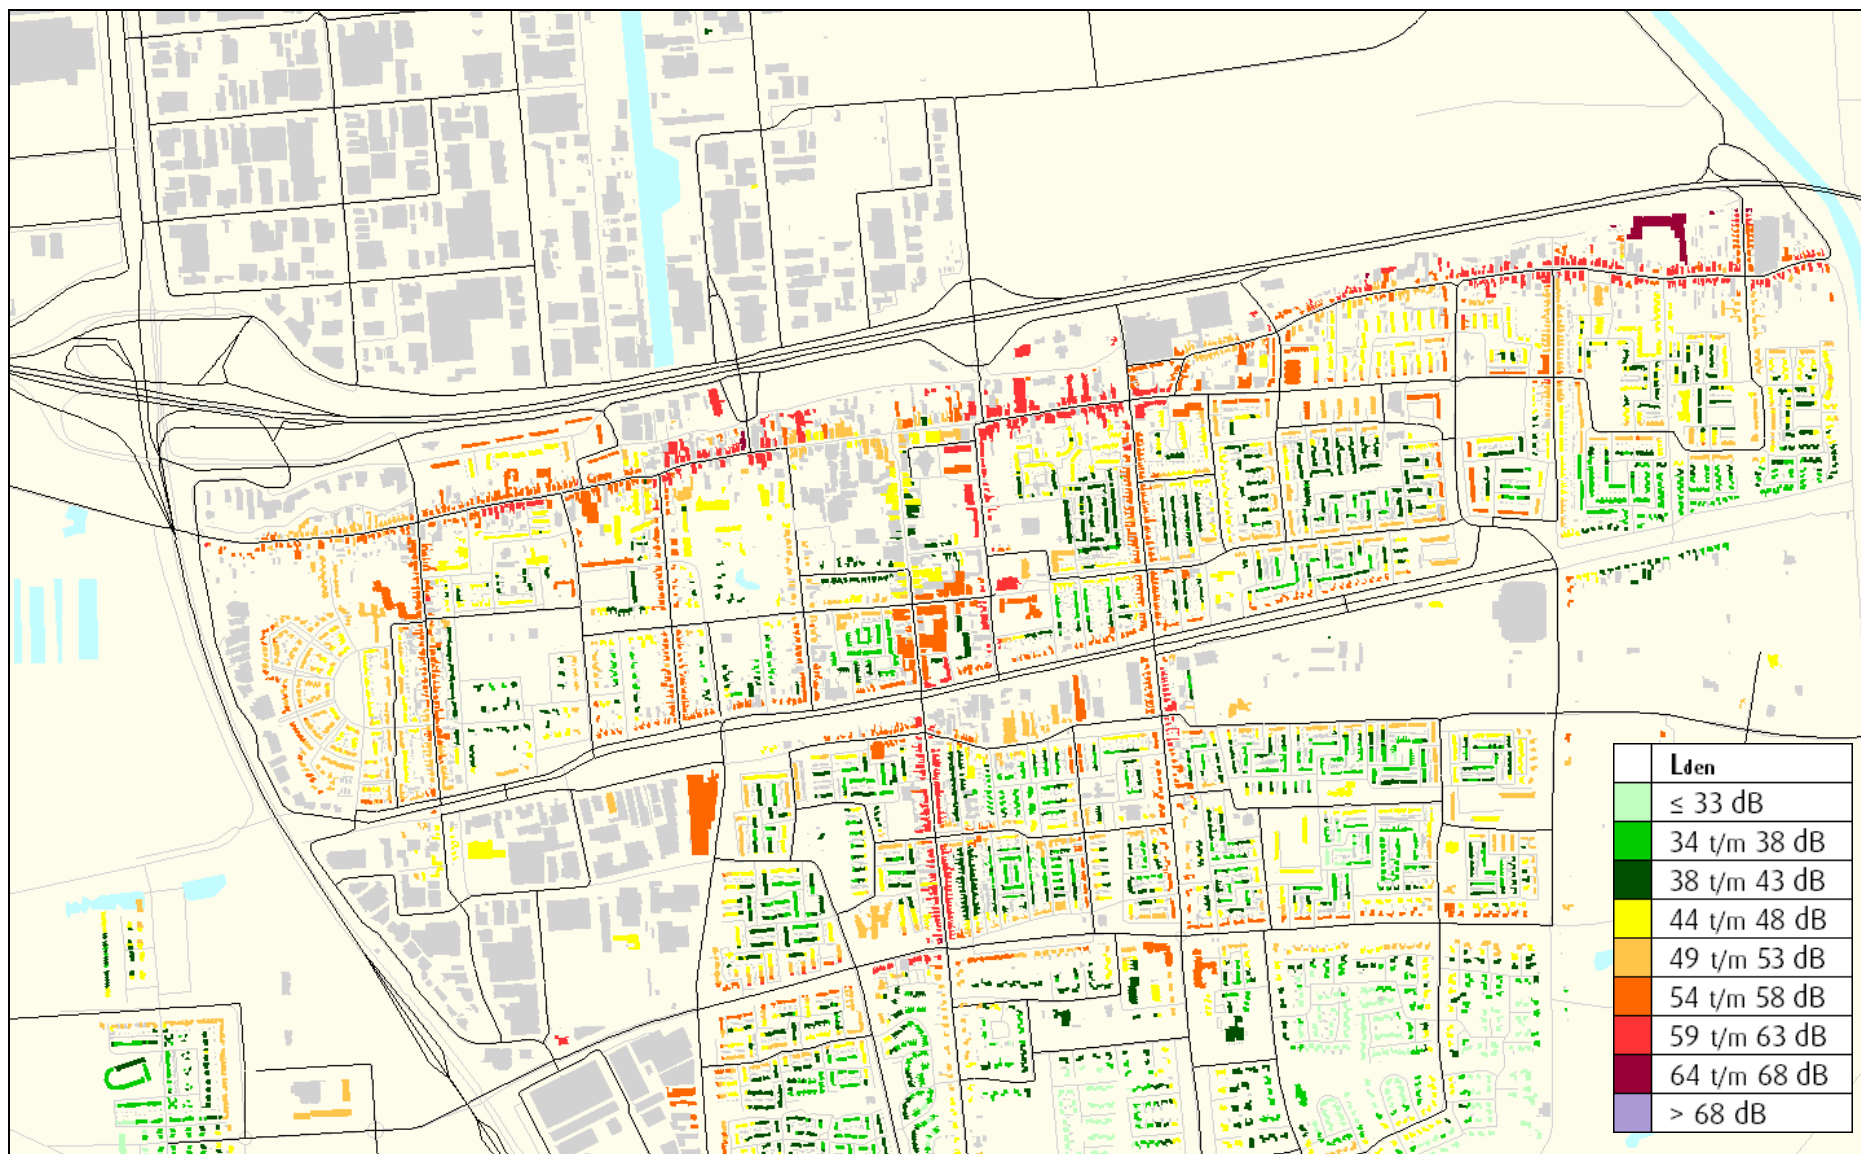 Lden
≤ 33 dB
34 t/m 38 dB
38 t/m 43 dB
44 t/m 48 dB
49 t/m 53 dB
54 t/m 58 dB
59 t/m 63 dB
64 t/m 68 dB
> 68 dB